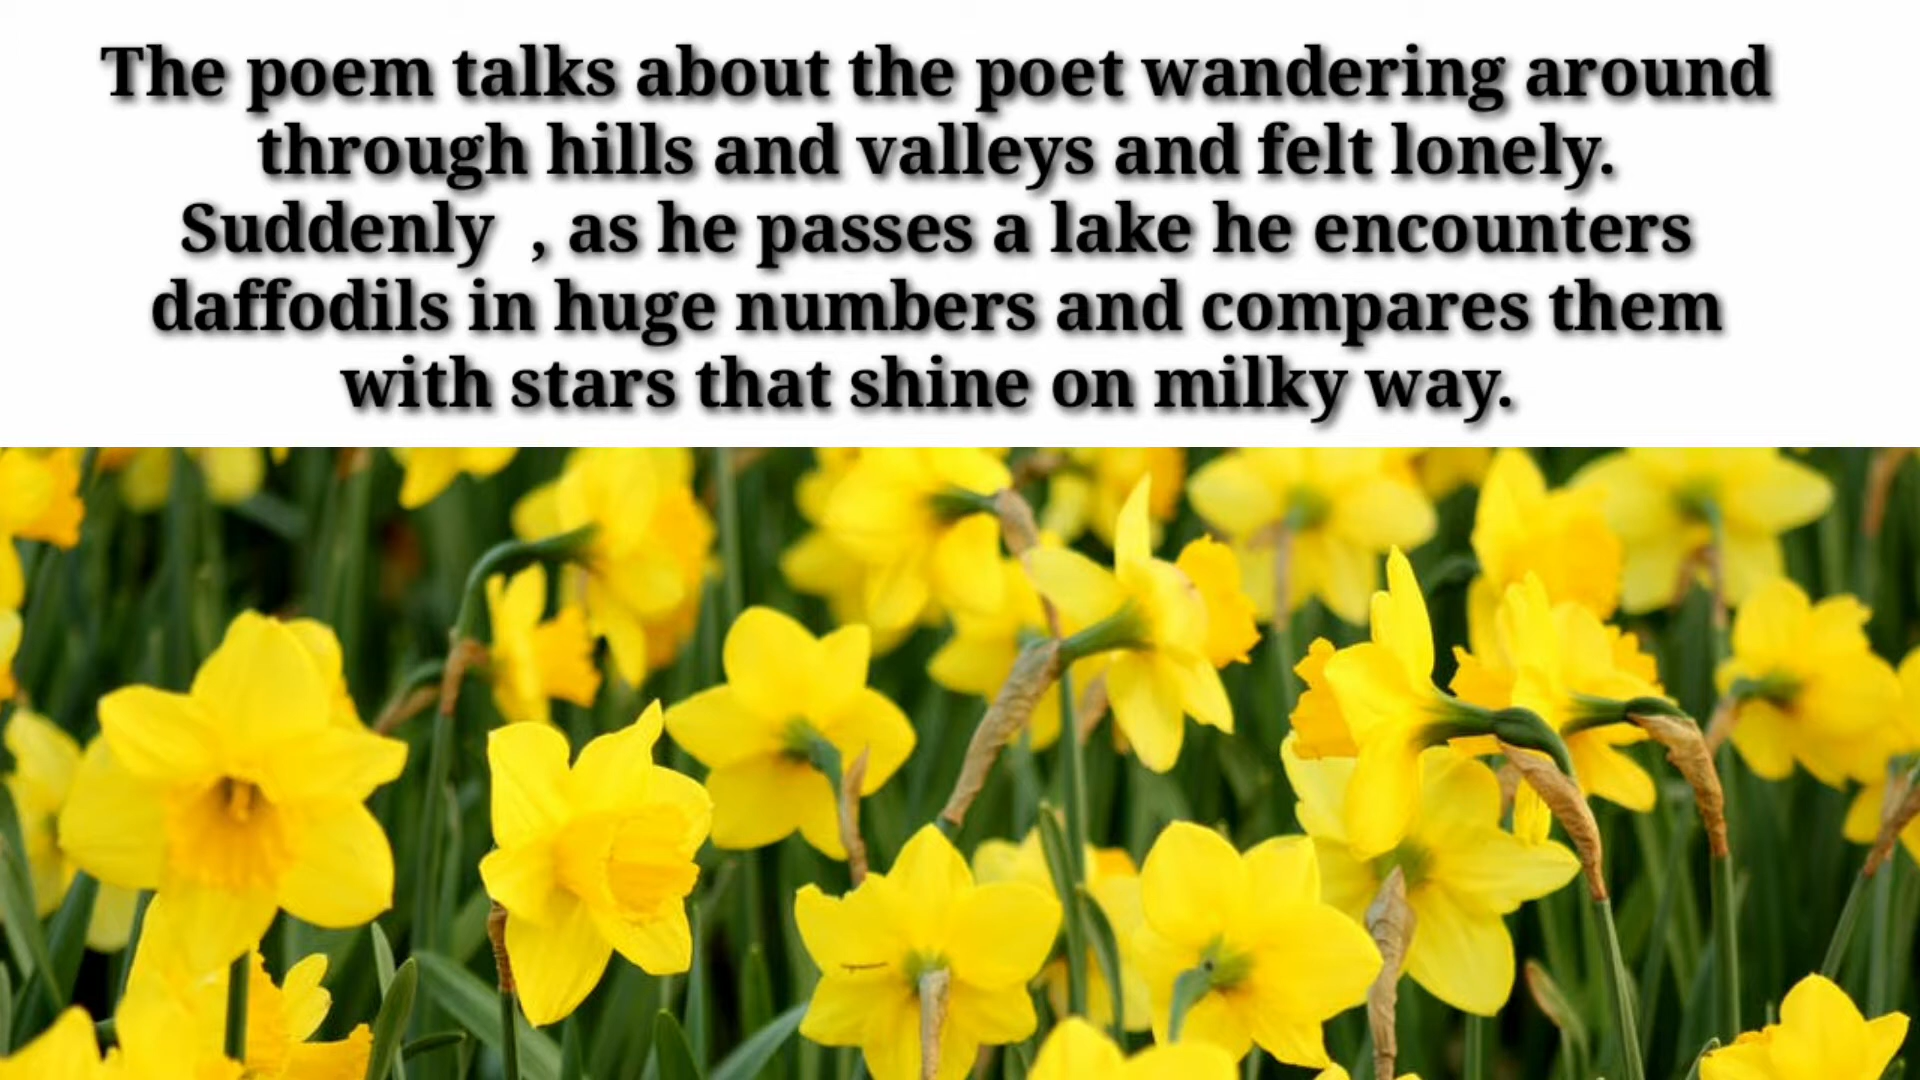 The poem talks about the poet wandering around
through hills and valleys and felt lonely.
Suddenly  , as he passes a lake he encounters
daffodils in huge numbers and compares them
with stars that shine on milky way.